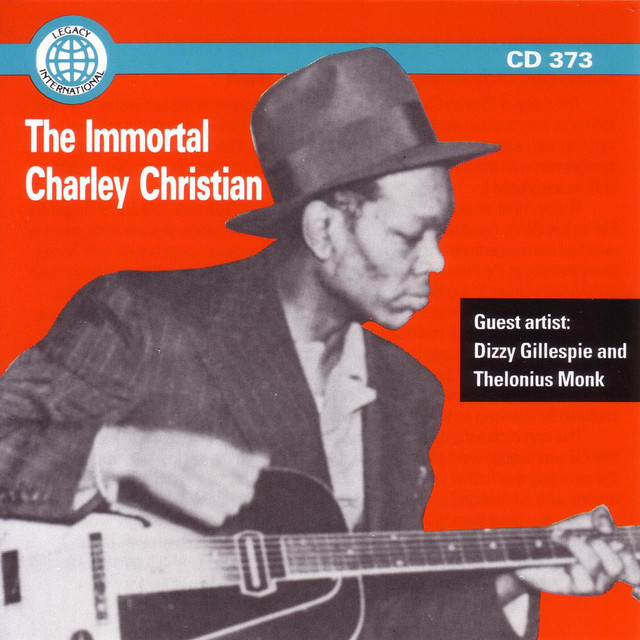 LEGACY
INTERNATIONAL
CD 373
The Immortal
Charley Christian
Guest artist:
Dizzy Gillespie and
Thelonius Monk